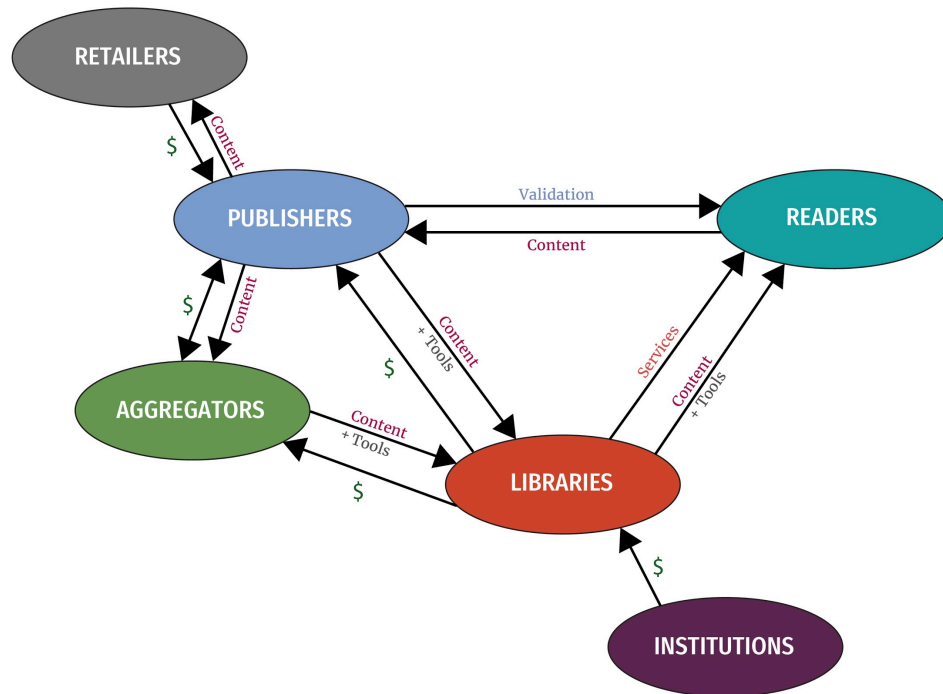 RETAILERS
$
Content
PUBLISHERS
Validation
READERS
Content
$
Content
Content
+ Tools
$
Services
Content
+ Tools
AGGREGATORS
Content
+ Tools
$
LIBRARIES
$
INSTITUTIONS